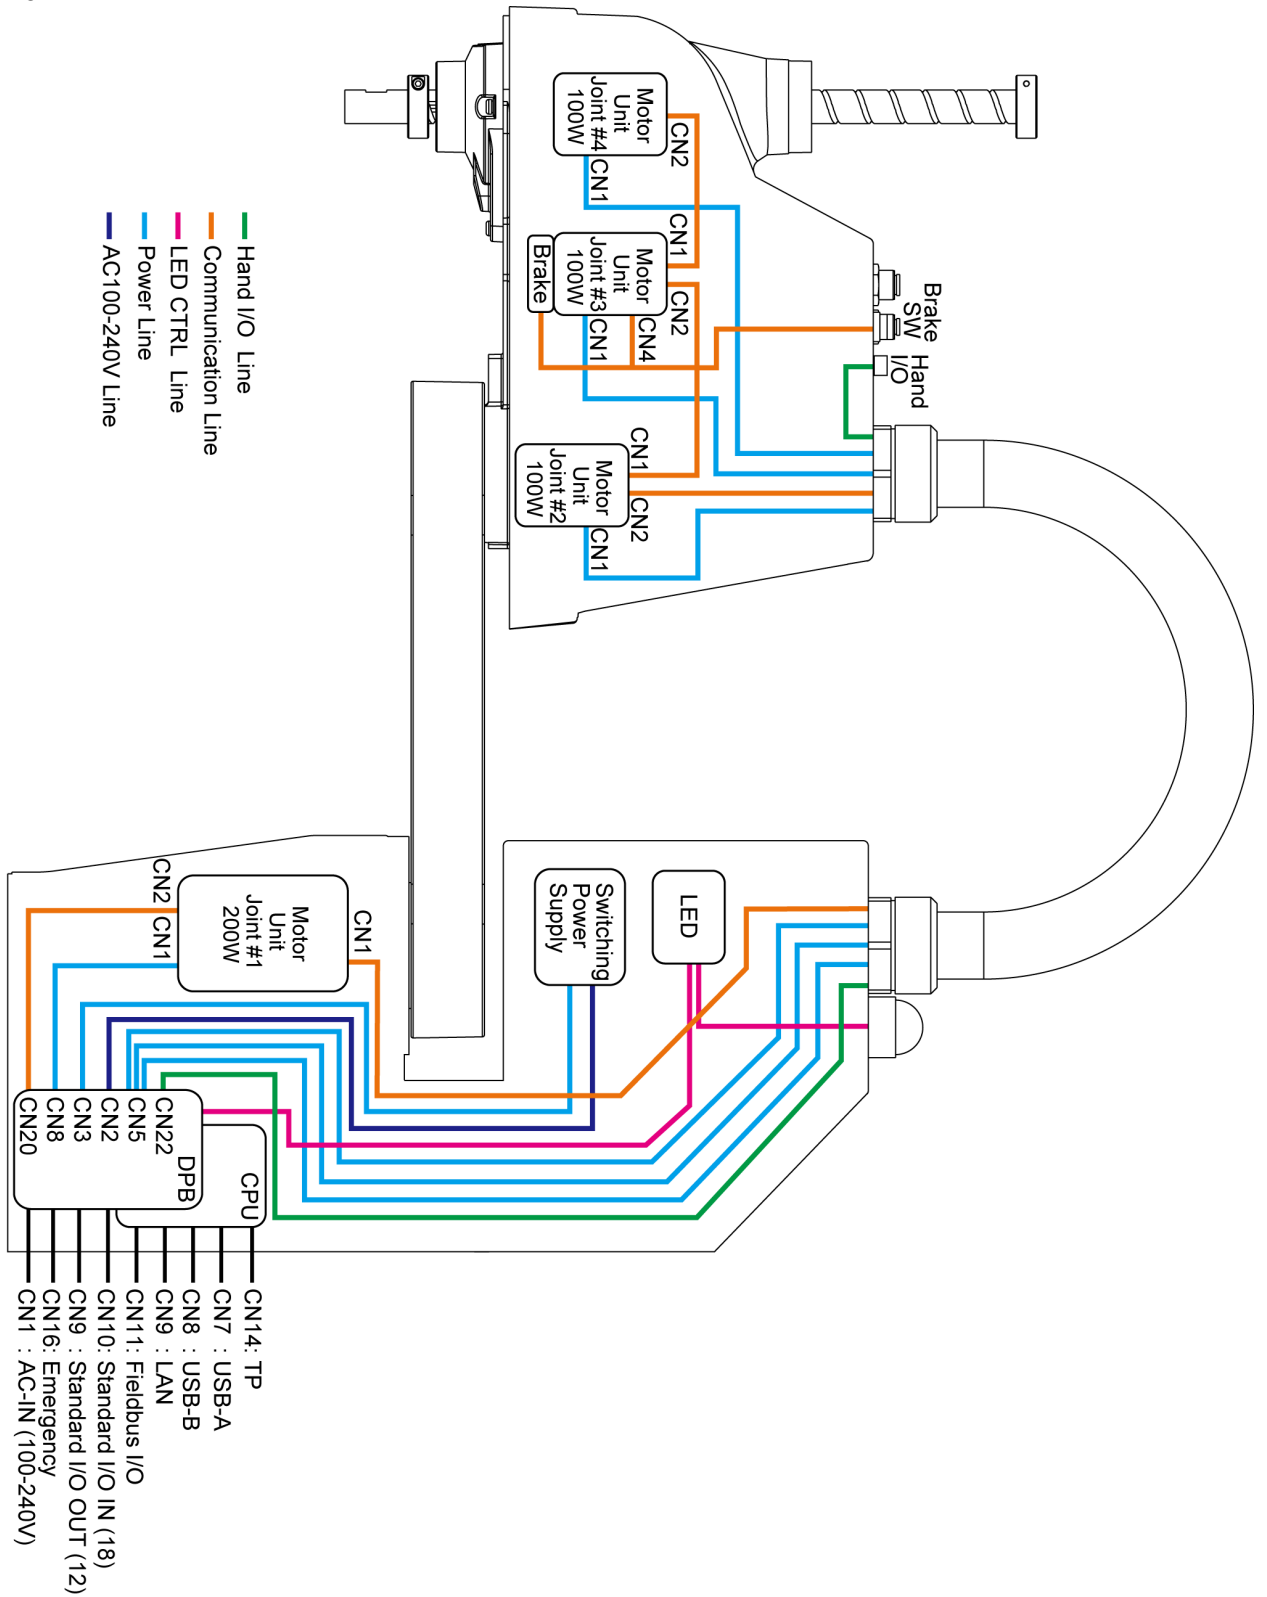 Motor
Unit
Joint #4
100W
CN2
CN1
Motor
Unit
Joint #3
100W
Brake
CN1
CN2
CN1
CN4
Brake
SW
Hand
I/O
Motor
Unit
Joint #2
100W
CN1
CN2
CN1
Hand I/O Line
Communication Line
LED CTRL Line
Power Line
AC100-240V Line
LED
Switching
Power
Supply
Motor
Unit
Joint #1
200W
CN1
CN2
CN1
CN22
CN5
CN2
CN3
CN8
CN20
DPB
CPU
CN14: TP
CN7 : USB-A
CN8 : USB-B
CN9 : LAN
CN11: Fieldbus I/O
CN10: Standard I/O IN (18)
CN9 : Standard I/O OUT (12)
CN16: Emergency
CN1 : AC-IN (100-240V)